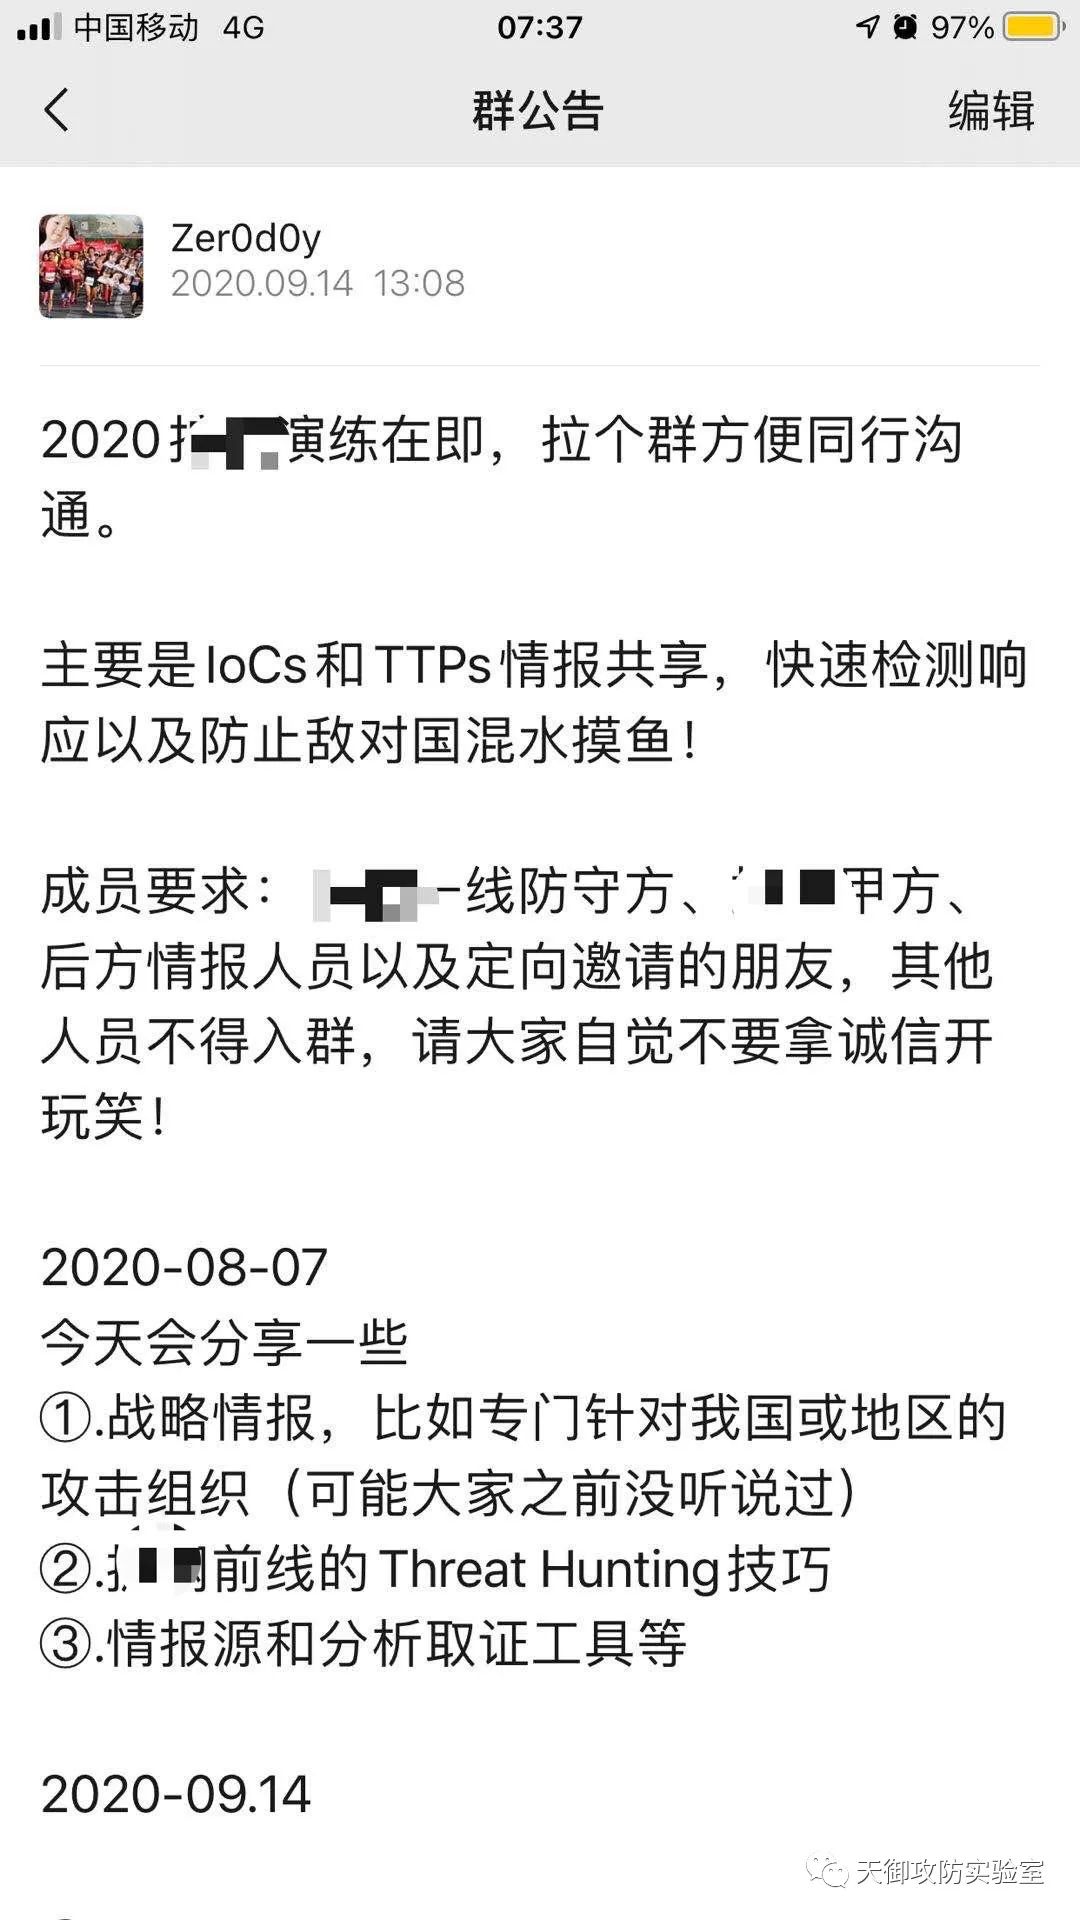 中国移动 4G 07:37 97%
群公告 编辑
Zer0d0y
2020.09.14 13:08
2020 演练在即，拉个群方便同行沟
通。
主要是IoCs和TTPs情报共享，快速检测响
应以及防止敌对国混水摸鱼！
成员要求： 一线防守方、 甲方、
后方情报人员以及定向邀请的朋友，其他
人员不得入群，请大家自觉不要拿诚信开
玩笑！
2020-08-07
今天会分享一些
①.战略情报，比如专门针对我国或地区的
攻击组织（可能大家之前没听说过）
②. 前线的Threat Hunting技巧
③.情报源和分析取证工具等
2020-09.14
天御攻防实验室